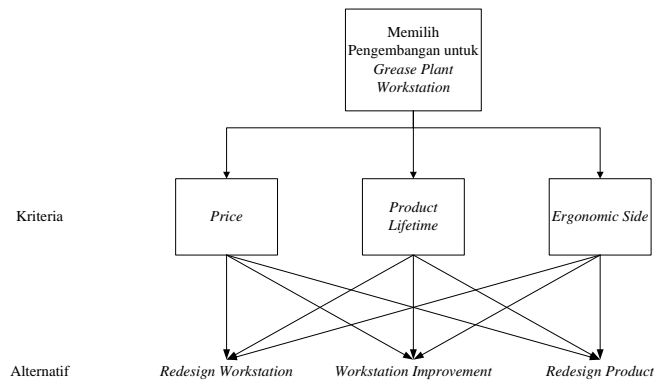 Memilih
Pengembangan untuk
Grease Plant
Workstation
Kriteria
Price
Product
Lifetime
Ergonomic Side
Alternatif
Redesign Workstation
Workstation Improvement
Redesign Product